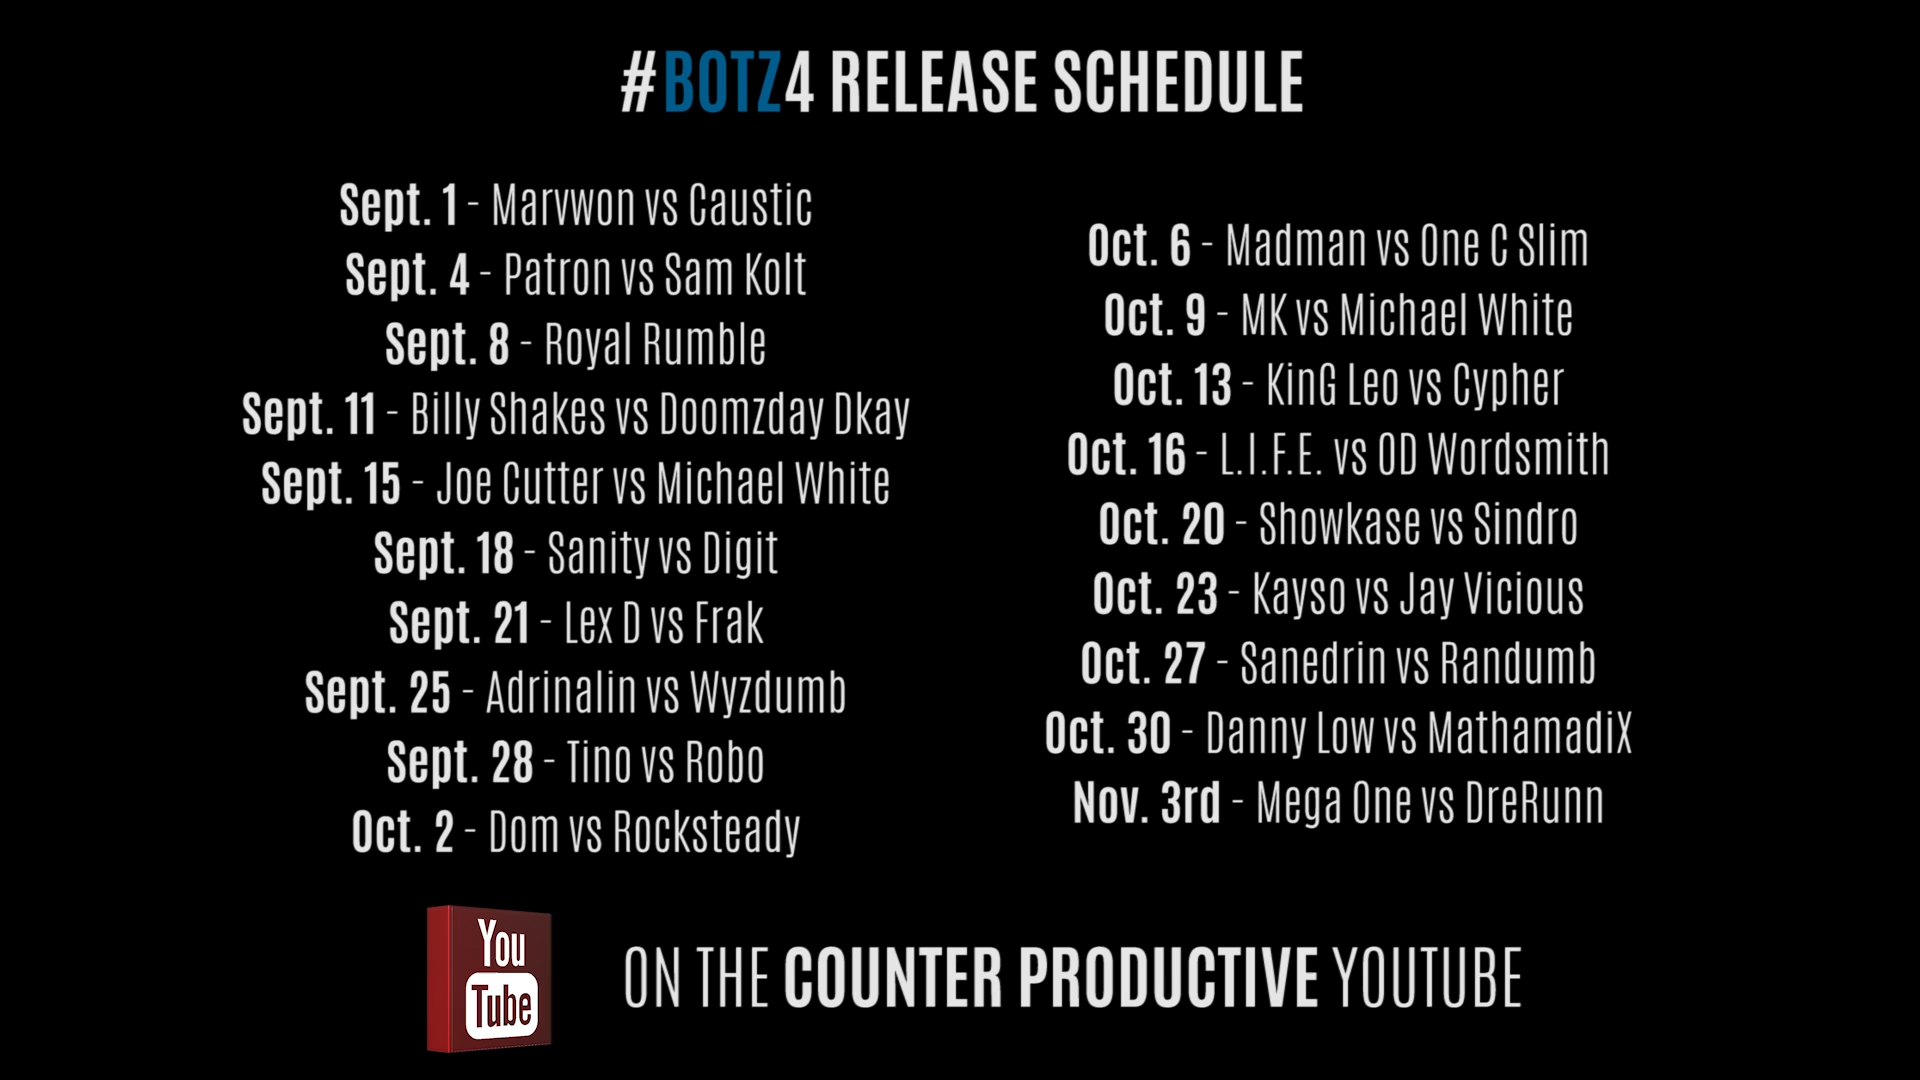 #BOTZ4 RELEASE SCHEDULE
Sept. 1 - Marvwon vs Caustic
Sept. 4 - Patron vs Sam Kolt
Sept. 8 - Royal Rumble
Sept. 11 - Billy Shakes vs Doomzday Dkay
Sept. 15 - Joe Cutter vs Michael White
Sept. 18 - Sanity vs Digit
Sept. 21 - Lex D vs Frak
Sept. 25 - Adrinalin vs Wyzdumb
Sept. 28 - Tino vs Robo
Oct. 2 - Dom vs Rocksteady
Oct. 6 - Madman vs One C Slim
Oct. 9 - MK vs Michael White
Oct. 13 - KinG Leo vs Cypher
Oct. 16 - L.I.F.E. vs OD Wordsmith
Oct. 20 - Showkase vs Sindro
Oct. 23 - Kayso vs Jay Vicious
Oct. 27 - Sanedrin vs Randumb
Oct. 30 - Danny Low vs MathamadiX
Nov. 3rd - Mega One vs DreRunn
You
Tube
ON THE COUNTER PRODUCTIVE YOUTUBE